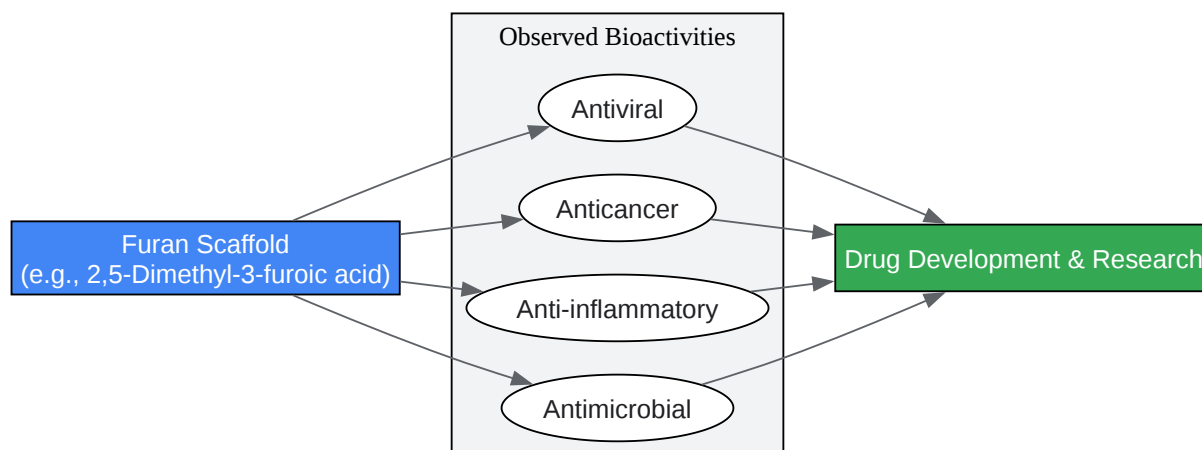 Observed Bioactivities
Antiviral
Anticancer
Furan Scaffold
(e.g., 2,5-Dimethyl-3-furoic acid)
Drug Development & Research
Anti-inflammatory
Antimicrobial